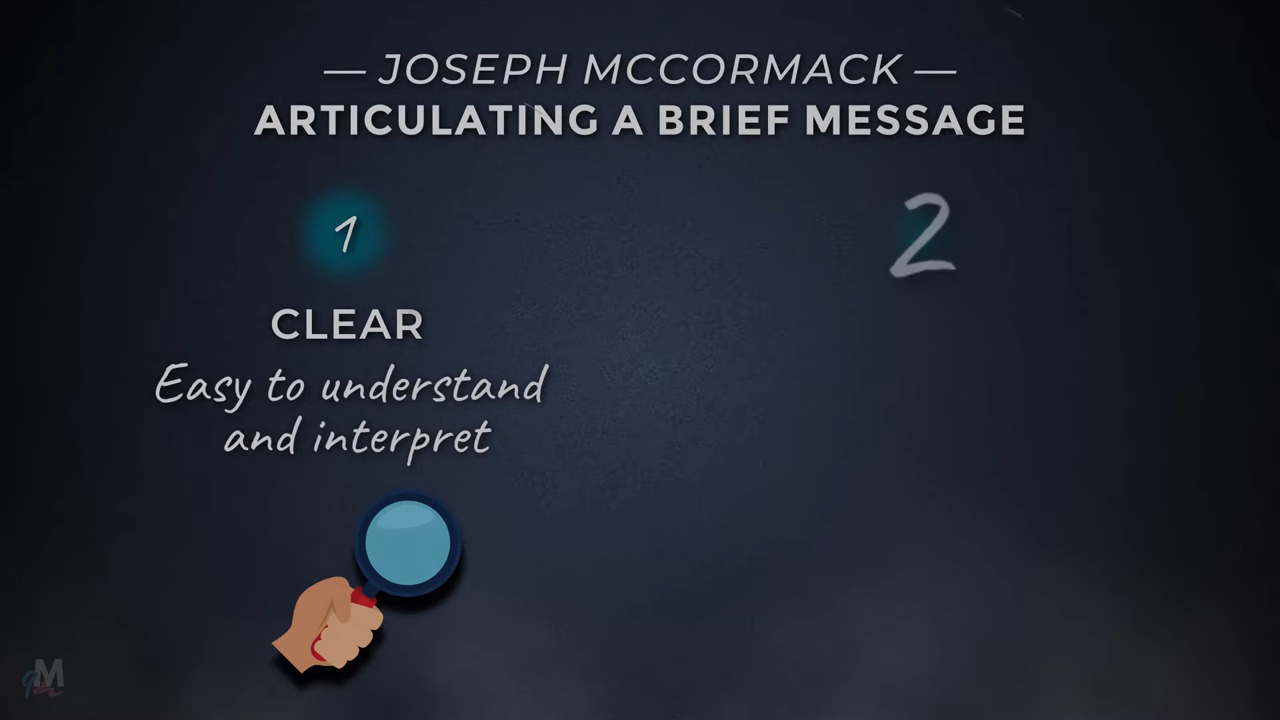 — JOSEPH MCCORMACK —
ARTICULATING A BRIEF MESSAGE
1
CLEAR
Easy to understand
and interpret
2
M